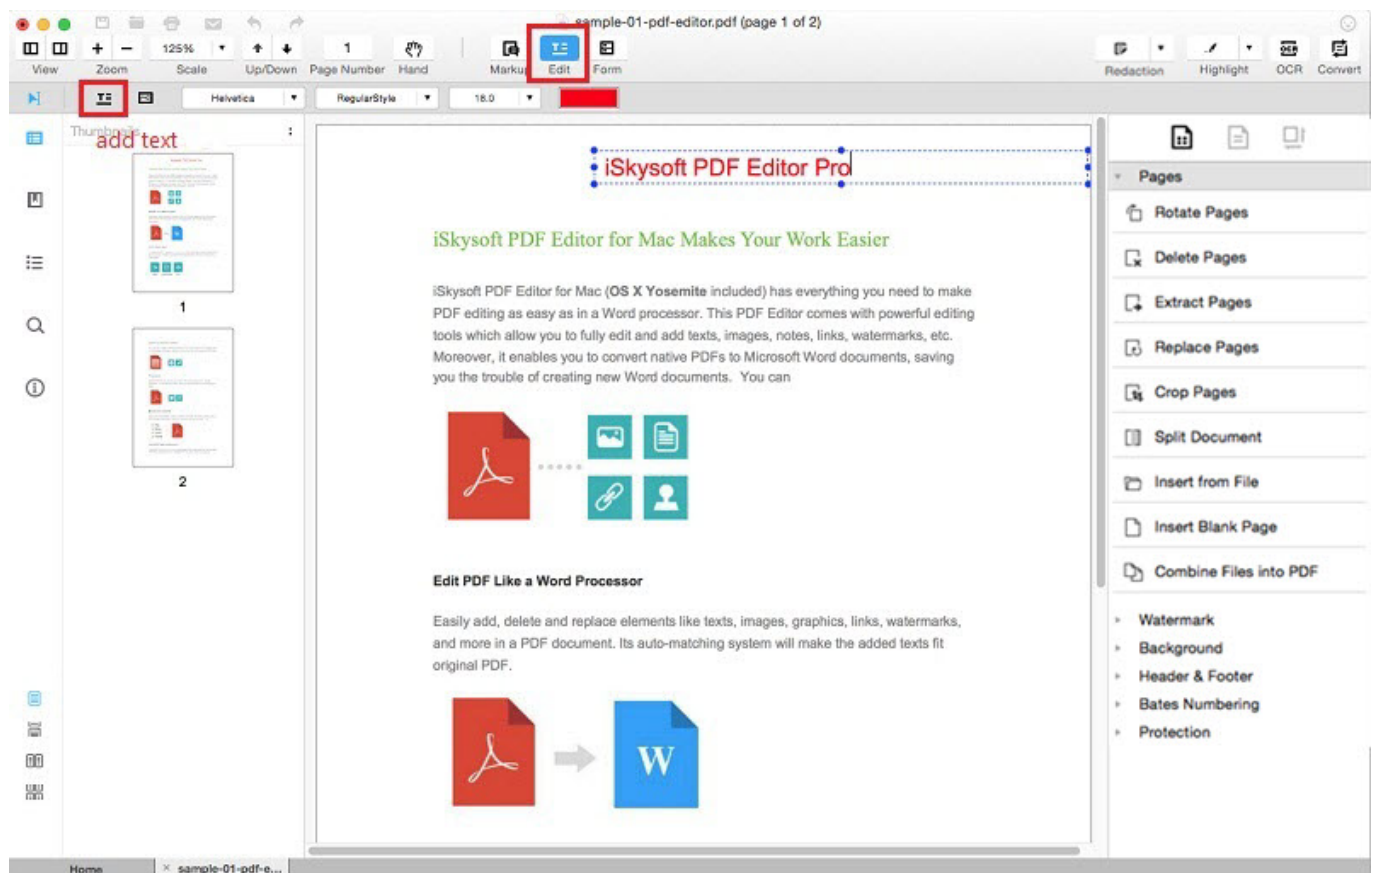 sample-01-pdf-editor.pdf (page 1 of 2)
125%
1
View
Zoom
Scale
Up/Down
Page Number
Hand
Markup
Edit
Form
Redaction
Highlight
OCR
Convert
Helvetica
RegularStyle
18.0
Thumbnails
add text
1
2
iSkysoft PDF Editor Pro
iSkysoft PDF Editor for Mac Makes Your Work Easier
iSkysoft PDF Editor for Mac (OS X Yosemite included) has everything you need to make
PDF editing as easy as in a Word processor. This PDF Editor comes with powerful editing
tools which allow you to fully edit and add texts, images, notes, links, watermarks, etc.
Moreover, it enables you to convert native PDFs to Microsoft Word documents, saving
you the trouble of creating new Word documents. You can
Edit PDF Like a Word Processor
Easily add, delete and replace elements like texts, images, graphics, links, watermarks,
and more in a PDF document. Its auto-matching system will make the added texts fit
original PDF.
W
Pages
Rotate Pages
Delete Pages
Extract Pages
Replace Pages
Crop Pages
Split Document
Insert from File
Insert Blank Page
Combine Files into PDF
Watermark
Background
Header & Footer
Bates Numbering
Protection
Home
sample-01-pdf-e...